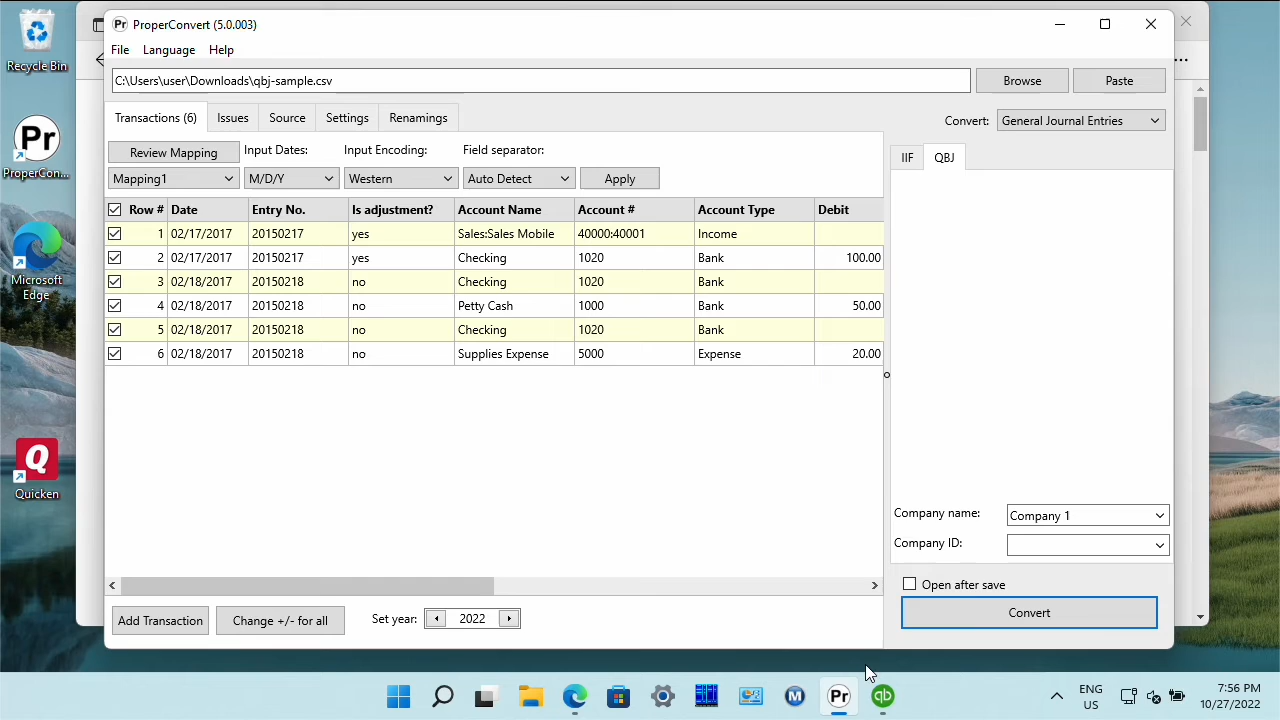 Recycle Bin
Pr
ProperCon...
Microsoft
Edge
Q
Quicken
Pr ProperConvert (5.0.003)
File Language Help
C:\Users\user\Downloads\qbj-sample.csv Browse Paste
Transactions (6) Issues Source Settings Renamings Convert: General Journal Entries
Review Mapping Input Dates: Input Encoding: Field separator: IIF QBJ
Mapping1 M/D/Y Western Auto Detect Apply
Row # Date Entry No. Is adjustment? Account Name Account # Account Type Debit
1 02/17/2017 20150217 yes Sales:Sales Mobile 40000:40001 Income
2 02/17/2017 20150217 yes Checking 1020 Bank 100.00
3 02/18/2017 20150218 no Checking 1020 Bank
4 02/18/2017 20150218 no Petty Cash 1000 Bank 50.00
5 02/18/2017 20150218 no Checking 1020 Bank
6 02/18/2017 20150218 no Supplies Expense 5000 Expense 20.00
Company name: Company 1
Company ID:
Open after save
Add Transaction Change +/- for all Set year: 2022 Convert
M Pr qb
ENG
US
7:56 PM
10/27/2022